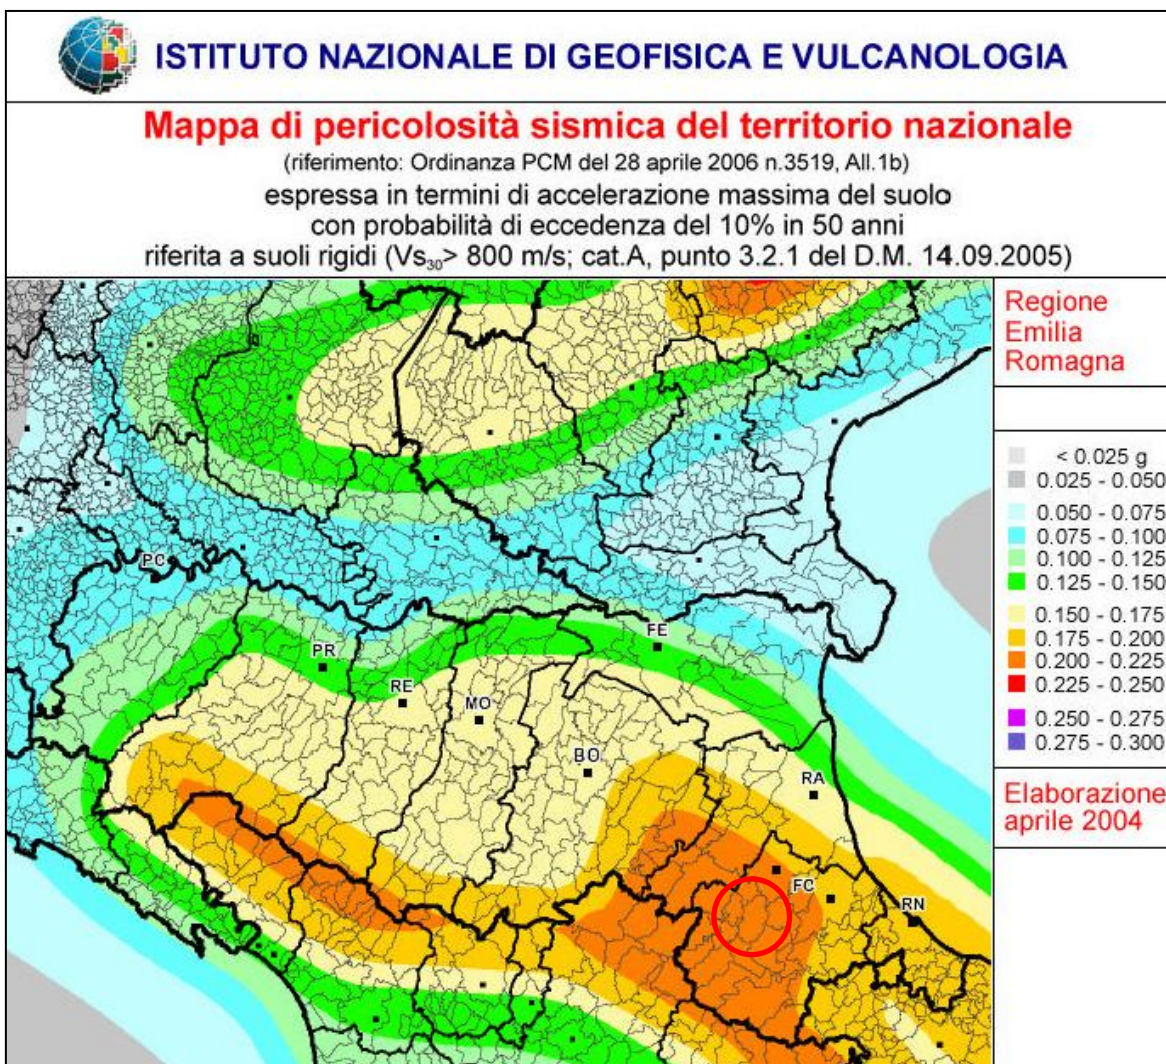 ISTITUTO NAZIONALE DI GEOFISICA E VULCANOLOGIA
Mappa di pericolosità sismica del territorio nazionale
(riferimento: Ordinanza PCM del 28 aprile 2006 n.3519, All.1b)
espressa in termini di accelerazione massima del suolo
con probabilità di eccedenza del 10% in 50 anni
riferita a suoli rigidi (Vs₃₀> 800 m/s; cat.A, punto 3.2.1 del D.M. 14.09.2005)
Regione
Emilia
Romagna
< 0.025 g
0.025 - 0.050
0.050 - 0.075
0.075 - 0.100
0.100 - 0.125
0.125 - 0.150
0.150 - 0.175
0.175 - 0.200
0.200 - 0.225
0.225 - 0.250
0.250 - 0.275
0.275 - 0.300
Elaborazione
aprile 2004
PC
PR
FE
RE
MO
BO
RA
FC
RN